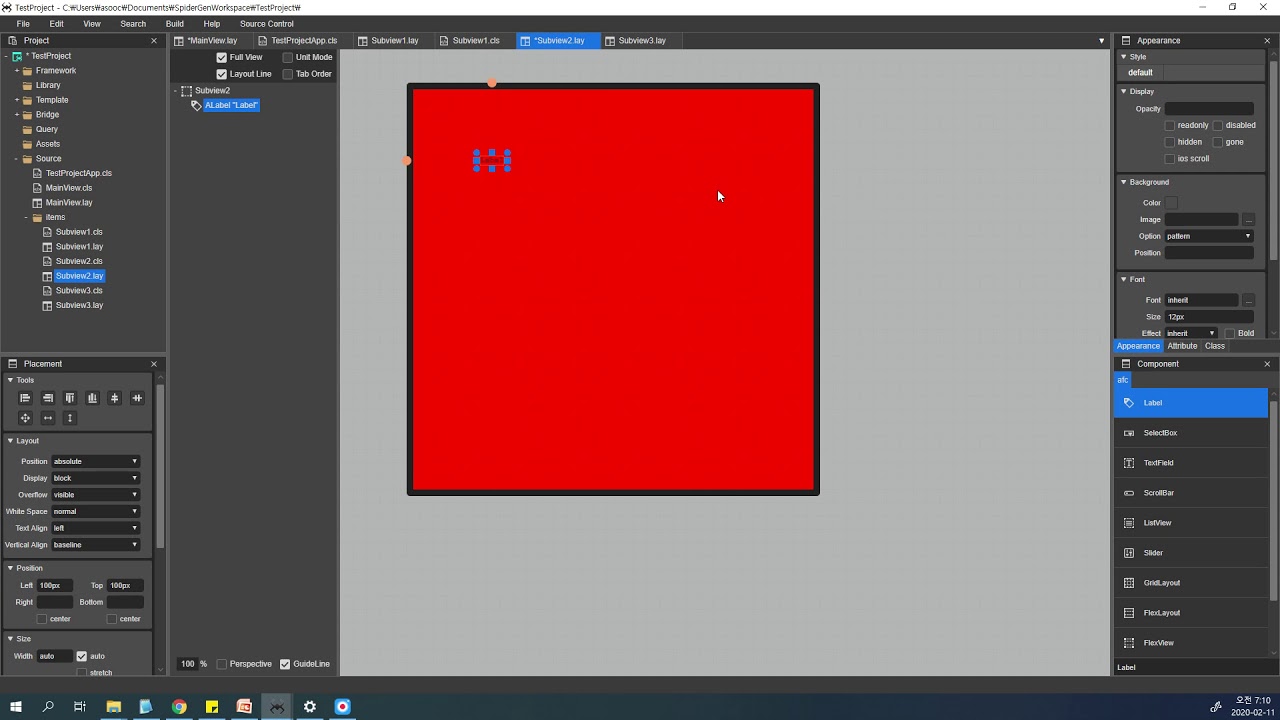 TestProject - C:₩Users₩asooc₩Documents₩SpiderGenWorkspace₩TestProject₩
File Edit View Search Build Help Source Control
Project
* TestProject
Framework
Library
Template
Bridge
Query
Assets
Source
TestProjectApp.cls
MainView.cls
MainView.lay
items
Subview1.cls
Subview1.lay
Subview2.cls
Subview2.lay
Subview3.cls
Subview3.lay
Placement
Tools
Layout
Position absolute
Display block
Overflow visible
White Space normal
Text Align left
Vertical Align baseline
Position
Left 100px Top 100px
Right Bottom
center center
Size
Width auto auto
stretch
*MainView.lay TestProjectApp.cls Subview1.lay Subview1.cls *Subview2.lay Subview3.lay
Full View Unit Mode
Layout Line Tab Order
Subview2
ALabel "Label"
100 % Perspective GuideLine
Appearance
Style
default
Display
Opacity
readonly disabled
hidden gone
ios scroll
Background
Color
Image ...
Option pattern
Position
Font
Font inherit ...
Size 12px
Effect inherit Bold
Appearance Attribute Class
Component
afc
Label
SelectBox
TextField
ScrollBar
ListView
Slider
GridLayout
FlexLayout
FlexView
Label
오전 7:10
2020-02-11